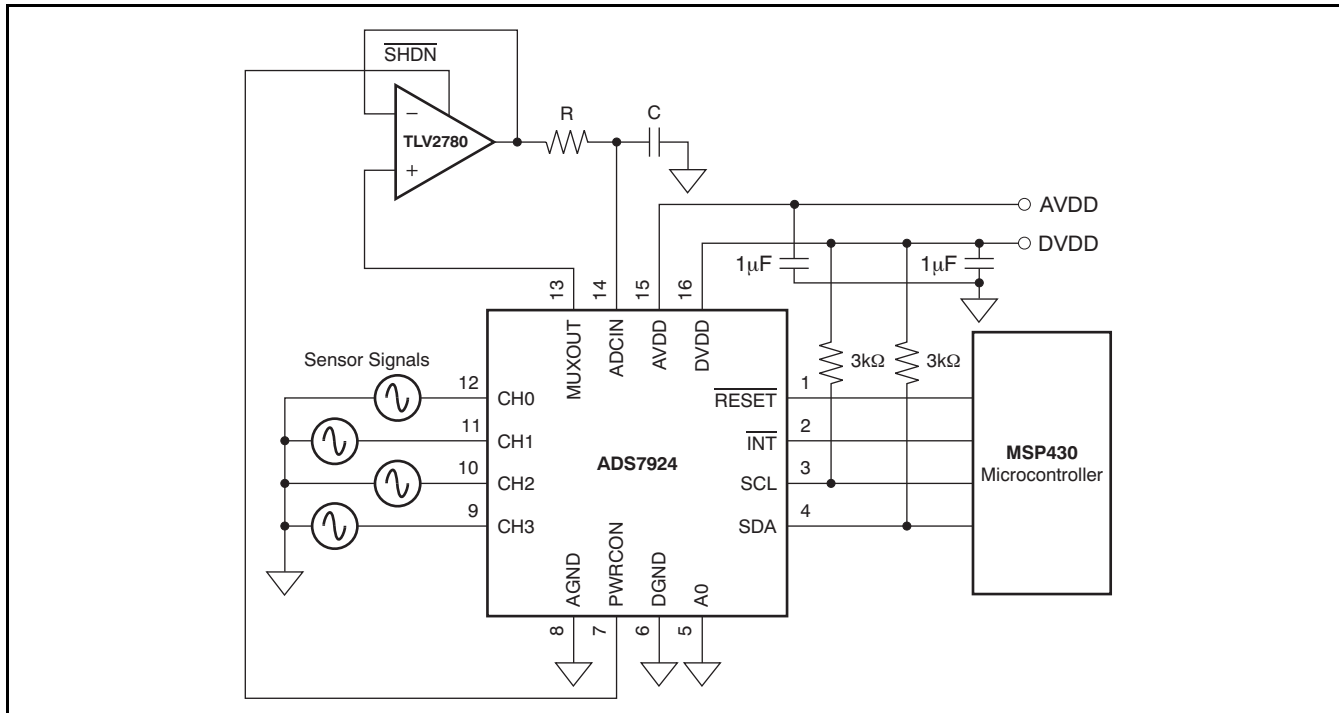 SHDN
−
TLV2780
+
R
C
AVDD
DVDD
1μF
1μF
13
14
15
16
MUXOUT
ADCIN
AVDD
DVDD
3kΩ
3kΩ
Sensor Signals
12
CH0
11
CH1
10
CH2
9
CH3
ADS7924
RESET
1
INT
2
SCL
3
SDA
4
MSP430
Microcontroller
AGND
PWRCON
DGND
A0
8
7
6
5